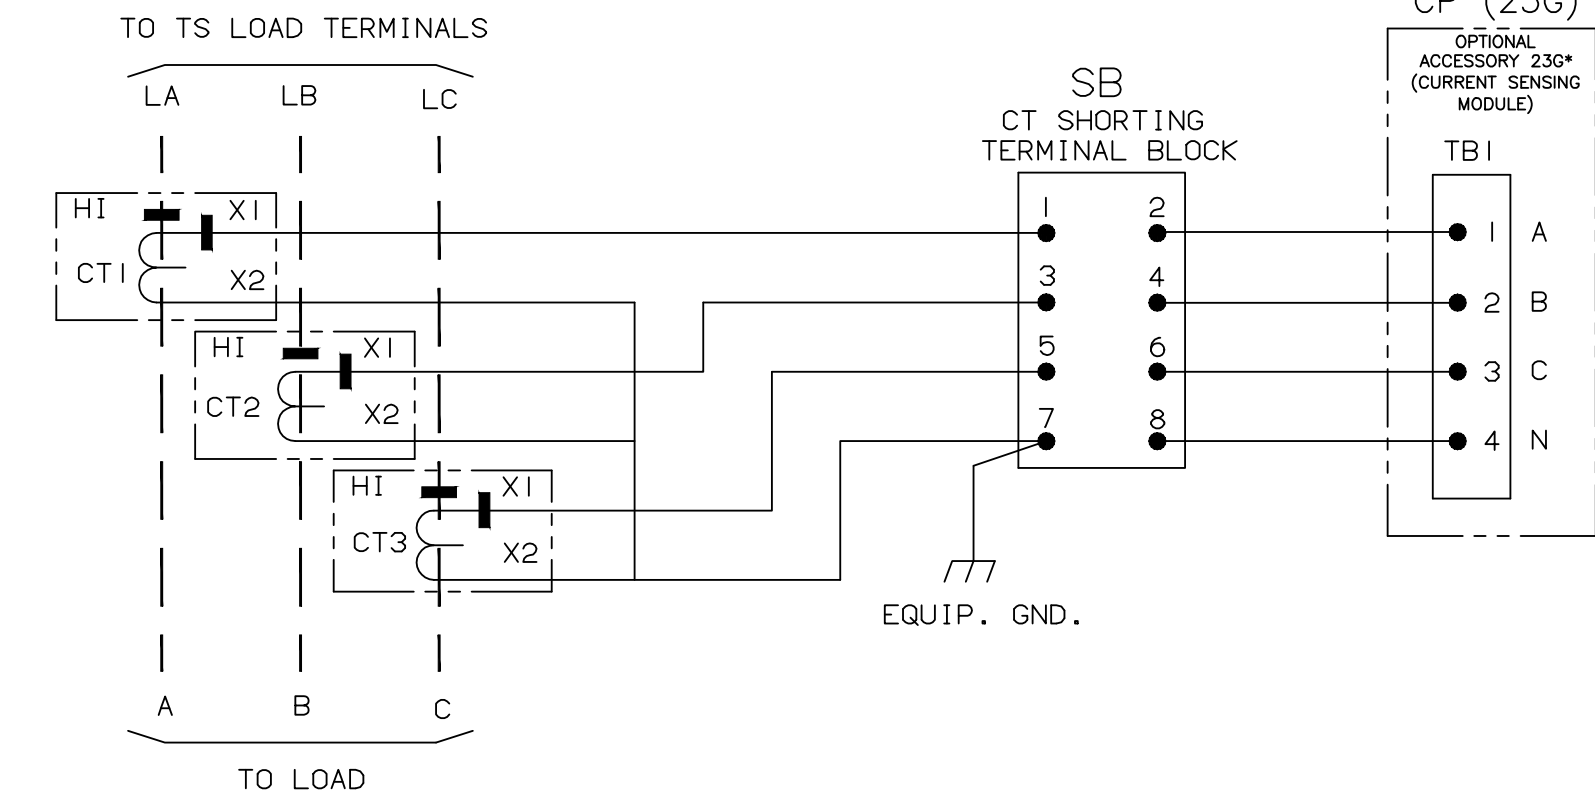 TO TS LOAD TERMINALS
LA LB LC
CP (23G)
OPTIONAL
ACCESSORY 23G*
(CURRENT SENSING
MODULE)
SB
CT SHORTING
TERMINAL BLOCK
TB1
H1 X1
CT1 X2
H1 X1
CT2 X2
H1 X1
CT3 X2
1 2
3 4
5 6
7 8
1 A
2 B
3 C
4 N
EQUIP. GND.
A B C
TO LOAD